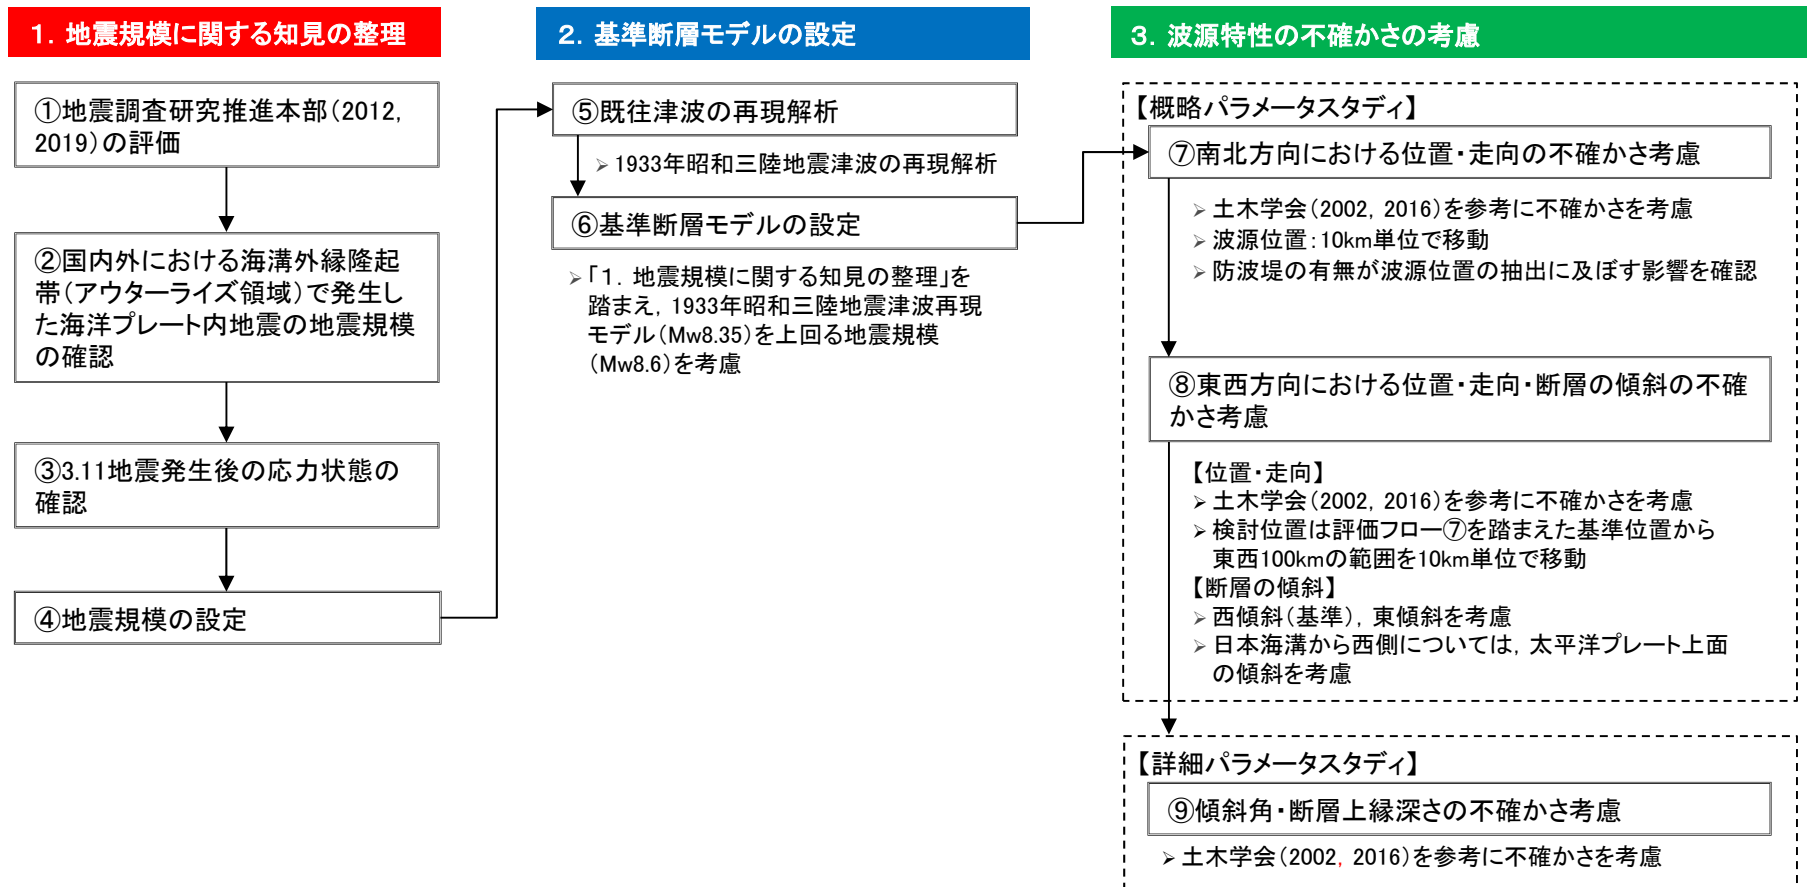 １．地震規模に関する知見の整理
①地震調査研究推進本部（2012，
2019）の評価
②国内外における海溝外縁隆起
帯（アウターライズ領域）で発生し
た海洋プレート内地震の地震規模
の確認
③3.11地震発生後の応力状態の
確認
④地震規模の設定
２．基準断層モデルの設定
⑤既往津波の再現解析
➢1933年昭和三陸地震津波の再現解析
⑥基準断層モデルの設定
➢「１．地震規模に関する知見の整理」を
踏まえ，1933年昭和三陸地震津波再現
モデル（Mw8.35）を上回る地震規模
（Mw8.6）を考慮
３．波源特性の不確かさの考慮
【概略パラメータスタディ】
⑦南北方向における位置・走向の不確かさ考慮
➢土木学会（2002，2016）を参考に不確かさを考慮
➢波源位置：10km単位で移動
➢防波堤の有無が波源位置の抽出に及ぼす影響を確認
⑧東西方向における位置・走向・断層の傾斜の不確
かさ考慮
【位置・走向】
➢土木学会（2002，2016）を参考に不確かさを考慮
➢検討位置は評価フロー⑦を踏まえた基準位置から
東西100kmの範囲を10km単位で移動
【断層の傾斜】
➢西傾斜（基準），東傾斜を考慮
➢日本海溝から西側については，太平洋プレート上面
の傾斜を考慮
【詳細パラメータスタディ】
⑨傾斜角・断層上縁深さの不確かさ考慮
➢土木学会（2002，2016）を参考に不確かさを考慮